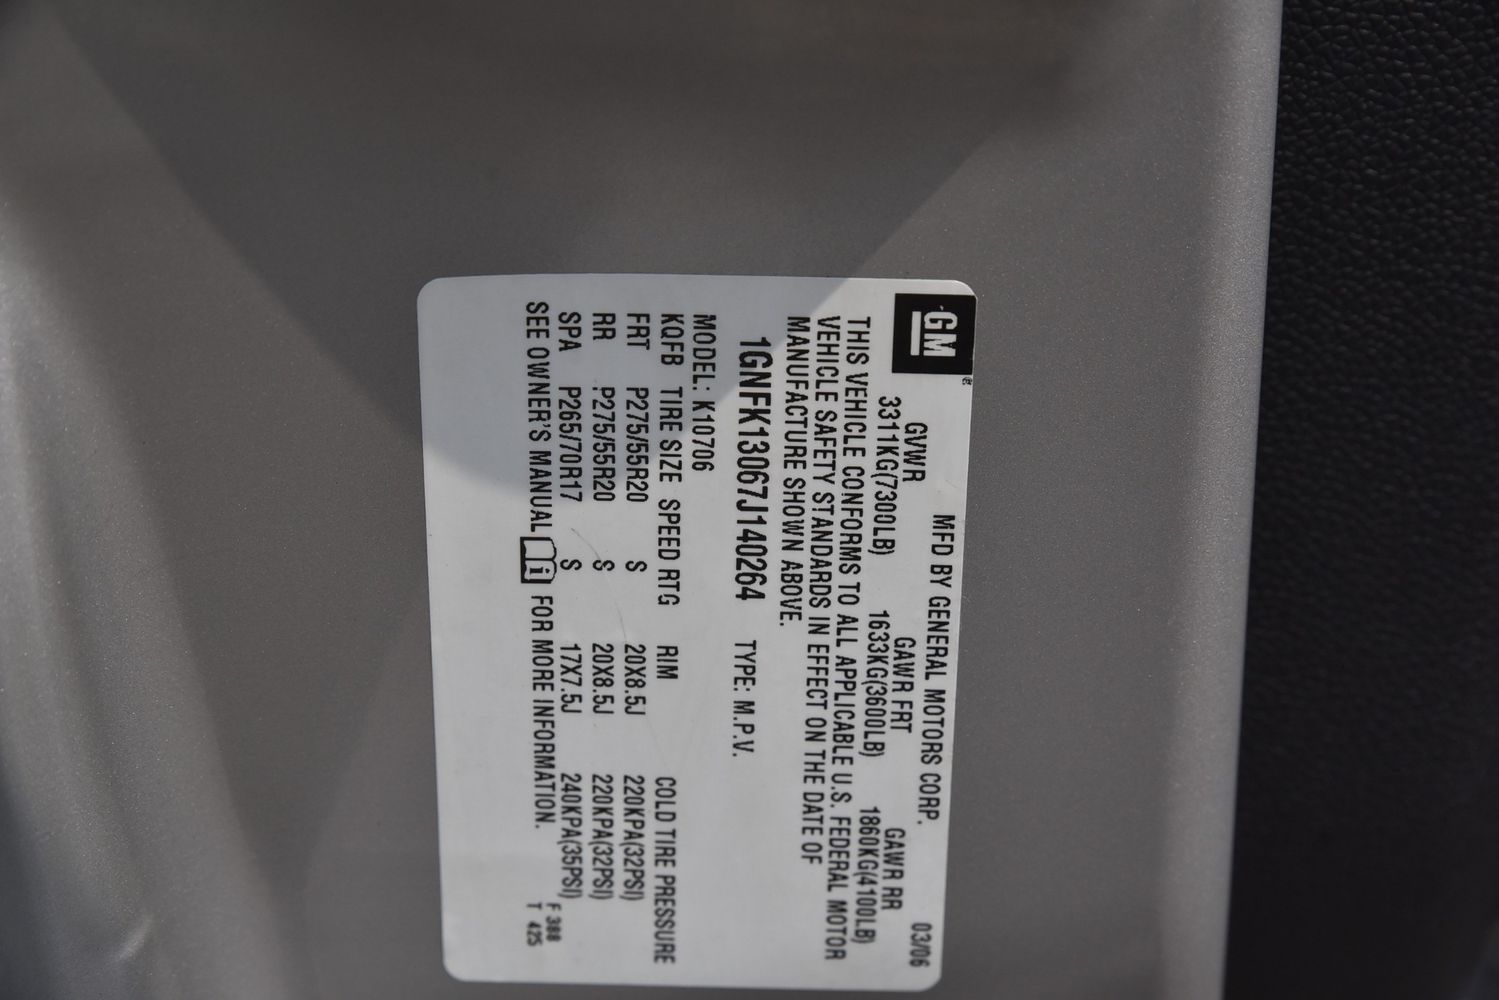 GM®
MFD BY GENERAL MOTORS CORP. 03/06
GVWR GAWR FRT GAWR RR
3311KG(7300LB) 1633KG(3600LB) 1860KG(4100LB)
THIS VEHICLE CONFORMS TO ALL APPLICABLE U.S. FEDERAL MOTOR
VEHICLE SAFETY STANDARDS IN EFFECT ON THE DATE OF
MANUFACTURE SHOWN ABOVE.
1GNFK13067J140264 TYPE: M.P.V.
MODEL: K10706
KQFB TIRE SIZE SPEED RTG RIM COLD TIRE PRESSURE
FRT P275/55R20 S 20X8.5J 220KPA(32PSI)
RR P275/55R20 S 20X8.5J 220KPA(32PSI)
SPA P265/70R17 S 17X7.5J 240KPA(35PSI)
SEE OWNER'S MANUAL i FOR MORE INFORMATION.
F 388
T 425